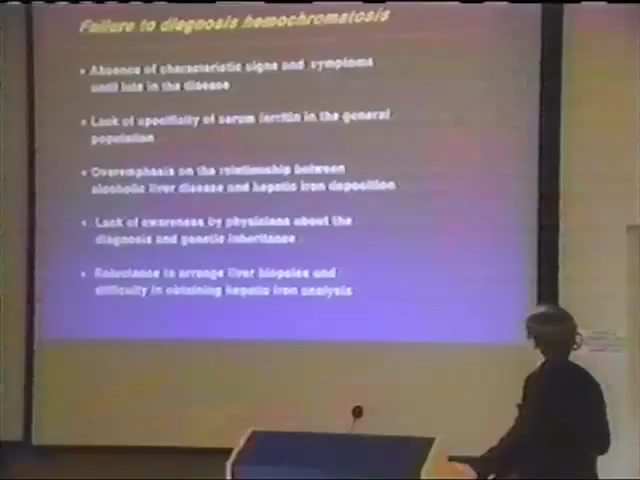 Failure to diagnosis hemochromatosis
• Absence of characteristic signs and symptoms
until late in the disease
• Lack of specificity of serum ferritin in the general
population
• Overemphasis on the relationship between
alcoholic liver disease and hepatic iron deposition
• Lack of awareness by physicians about the
diagnosis and genetic inheritance
• Reluctance to arrange liver biopsies and
difficulty in obtaining hepatic iron analysis